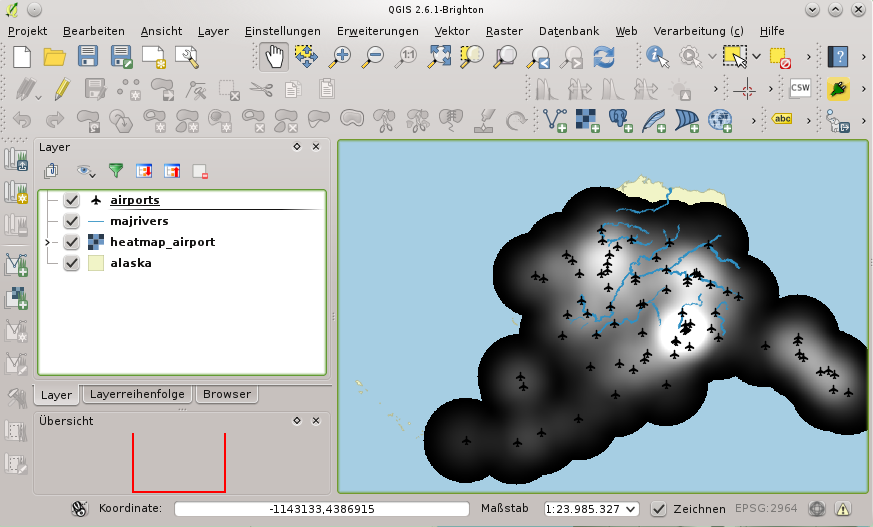 QGIS 2.6.1-Brighton
Projekt Bearbeiten Ansicht Layer Einstellungen Erweiterungen Vektor Raster Datenbank Web Verarbeitung (c) Hilfe
1:1
CSW
abc
Layer
airports
majrivers
heatmap_airport
alaska
Layer Layerreihenfolge Browser
Übersicht
Koordinate: -1143133,4386915 Maßstab 1:23.985.327 Zeichnen EPSG:2964